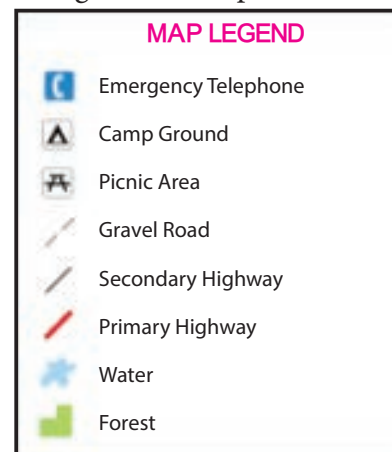 MAP LEGEND
Emergency Telephone
Camp Ground
Picnic Area
Gravel Road
Secondary Highway
Primary Highway
Water
Forest